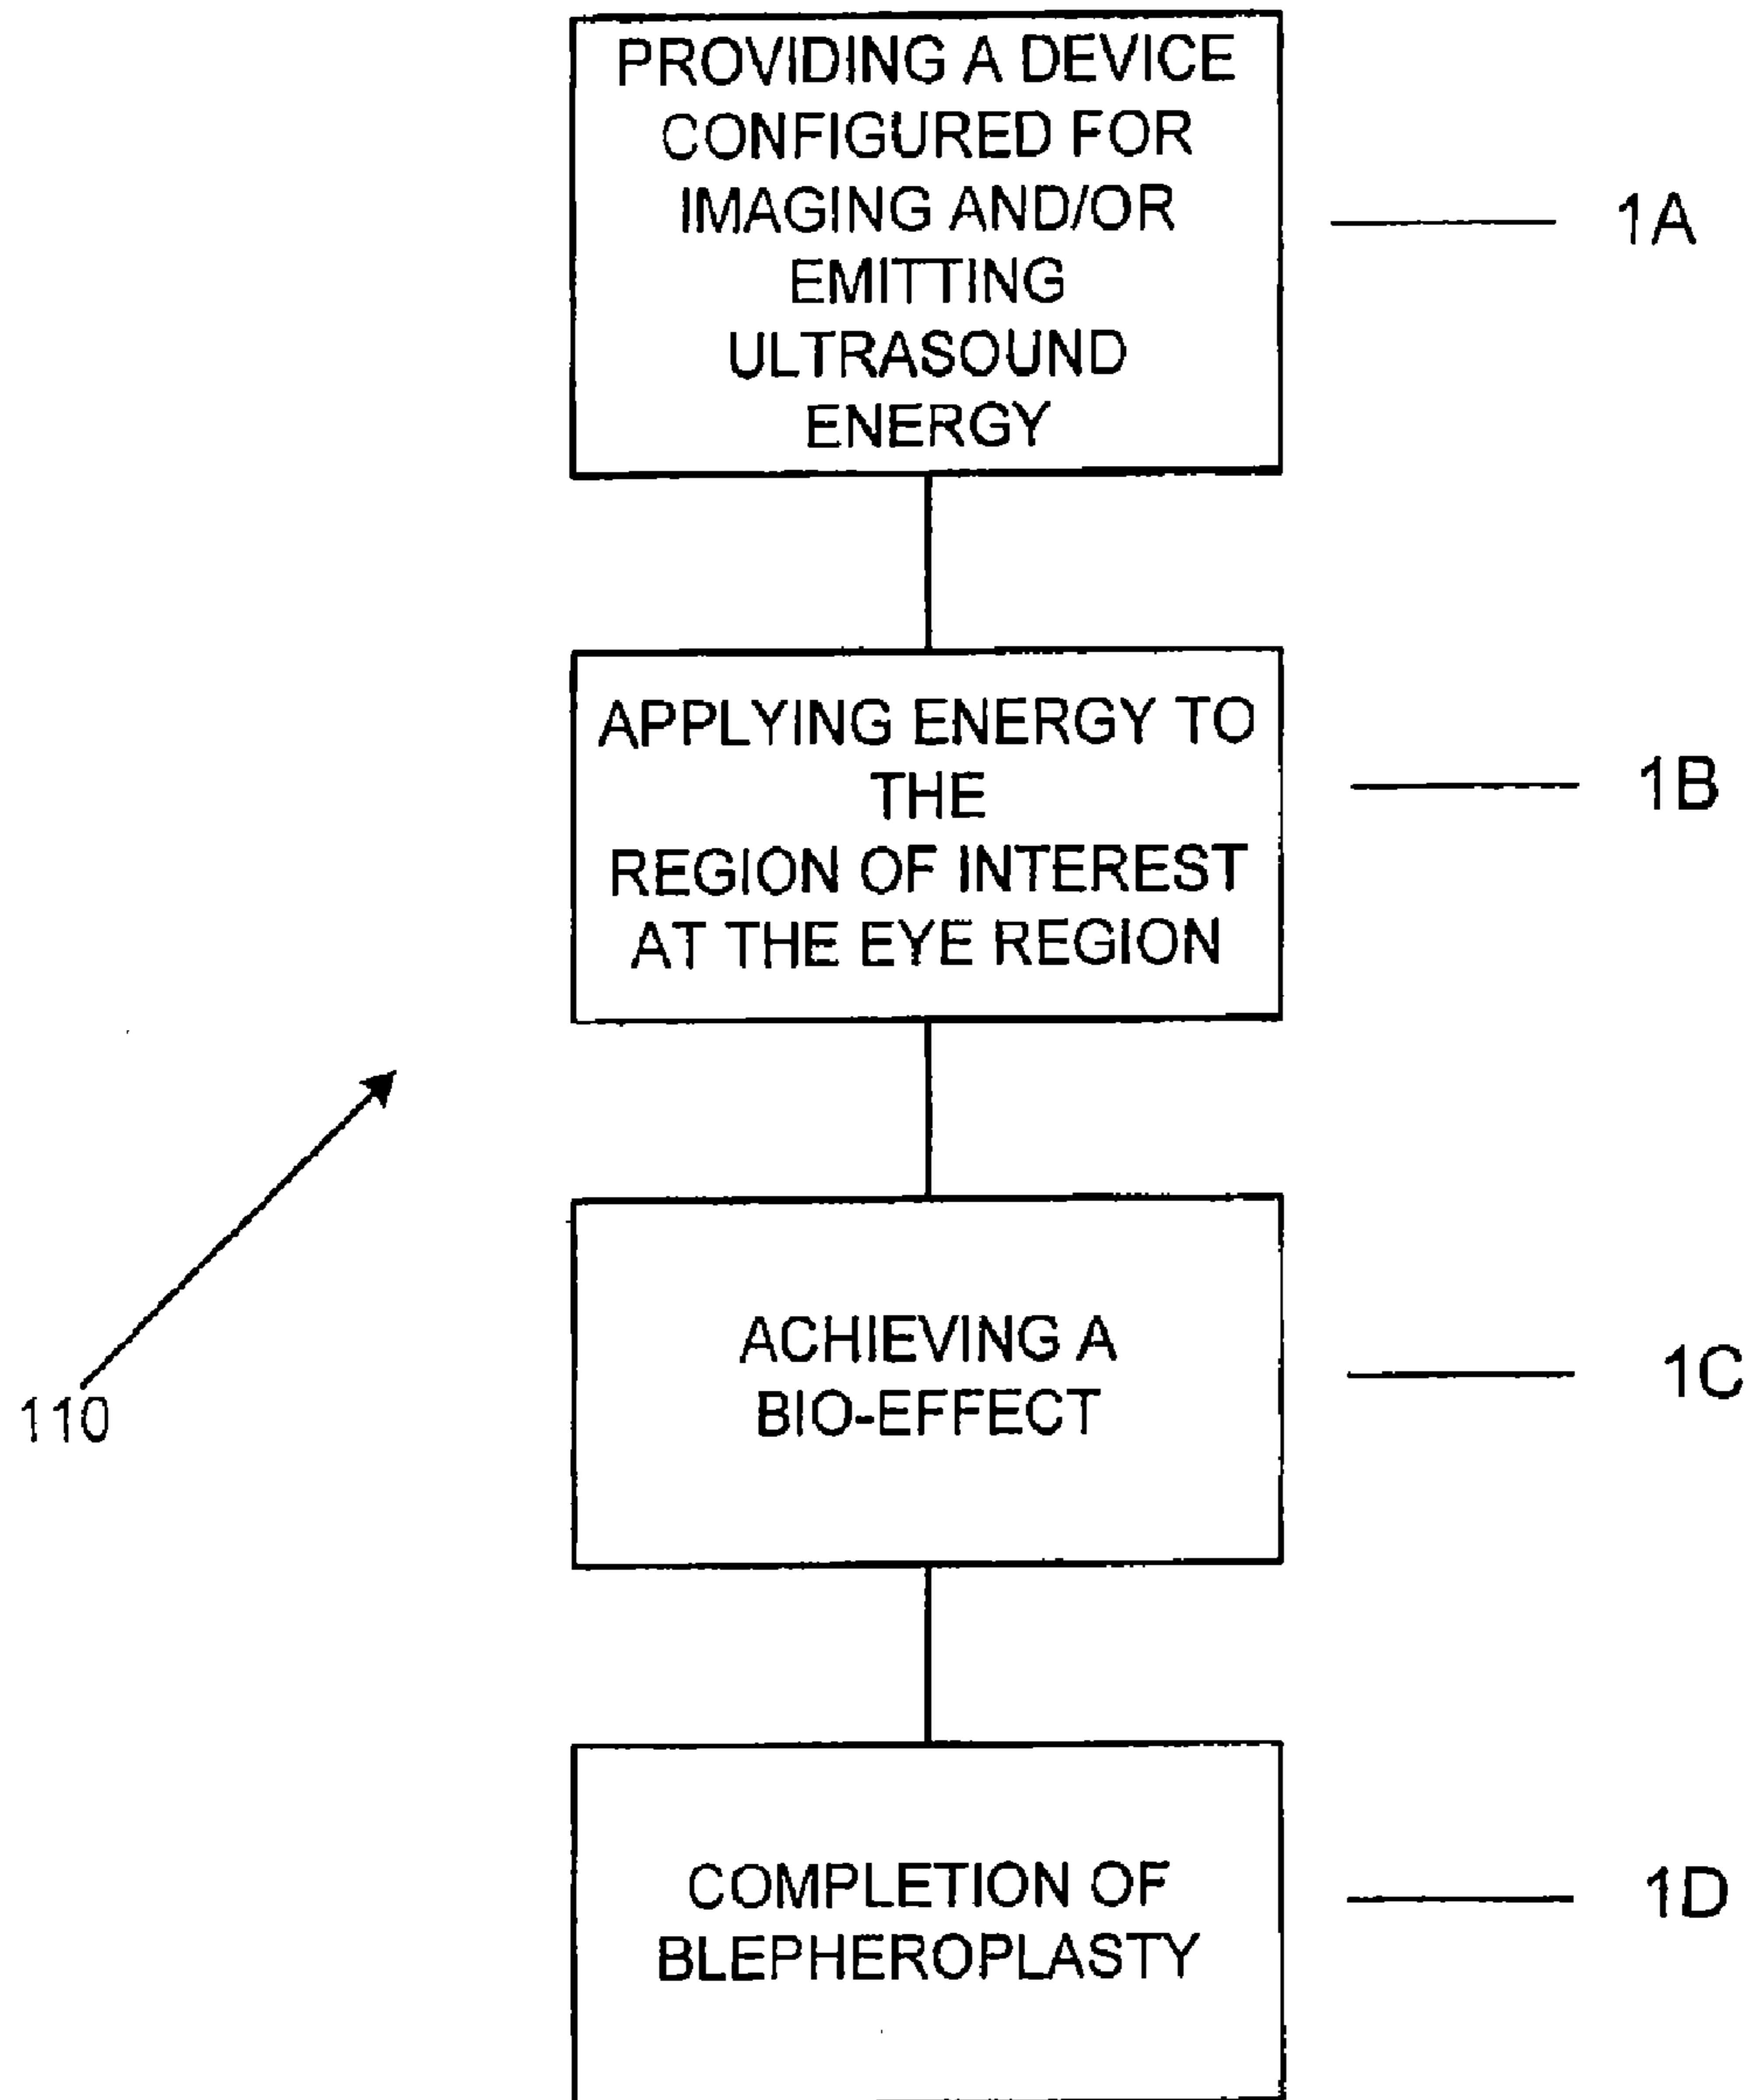 PROVIDING A DEVICE
CONFIGURED FOR
IMAGING AND/OR
EMITTING
ULTRASOUND
ENERGY
1A
APPLYING ENERGY TO
THE
REGION OF INTEREST
AT THE EYE REGION
1B
ACHIEVING A
BIO-EFFECT
1C
110
COMPLETION OF
BLEPHEROPLASTY
1D